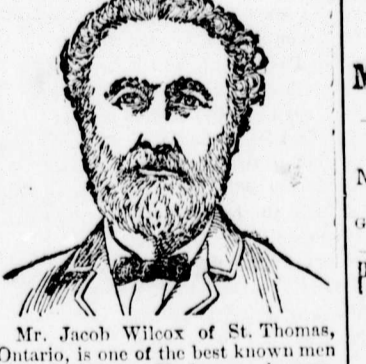 Mr. Jacob Wilcox of St. Thomas,
Ontario, is one of the best known men